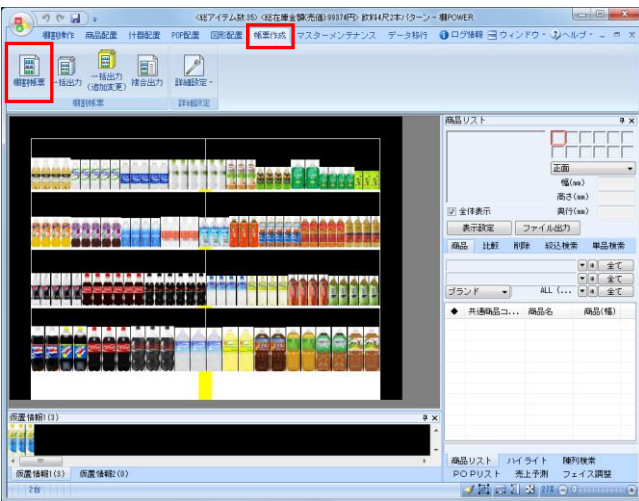 <総アイテム数:35> <総在庫金額(売価):99374円> 飲料4尺2本パターン - 棚POWER
棚割操作 商品配置 什器配置 POP配置 図形配置 帳票作成 マスターメンテナンス データ移行 ログ情報 ウィンドウ ヘルプ
棚割帳票 一括出力 一括出力(追加変更) 複合出力 詳細設定
棚割帳票 詳細設定
商品リスト
正面
幅(mm)
高さ(mm)
全体表示 奥行(mm)
表示設定 ファイル出力
商品 比較 削除 絞込検索 単品検索
全て
全て
ブランド ALL (... 全て
◆ 共通商品コ... 商品名 商品(幅)
仮置情報1(3)
仮置情報1(3) 仮置情報2(0)
商品リスト ハイライト 陳列検索
POPリスト 売上予測 フェイス調整
2台 27%